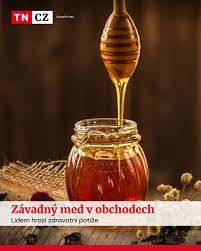 TN CZ
Závadný med v obchodech
Lidem hrozí zdravotní potíže